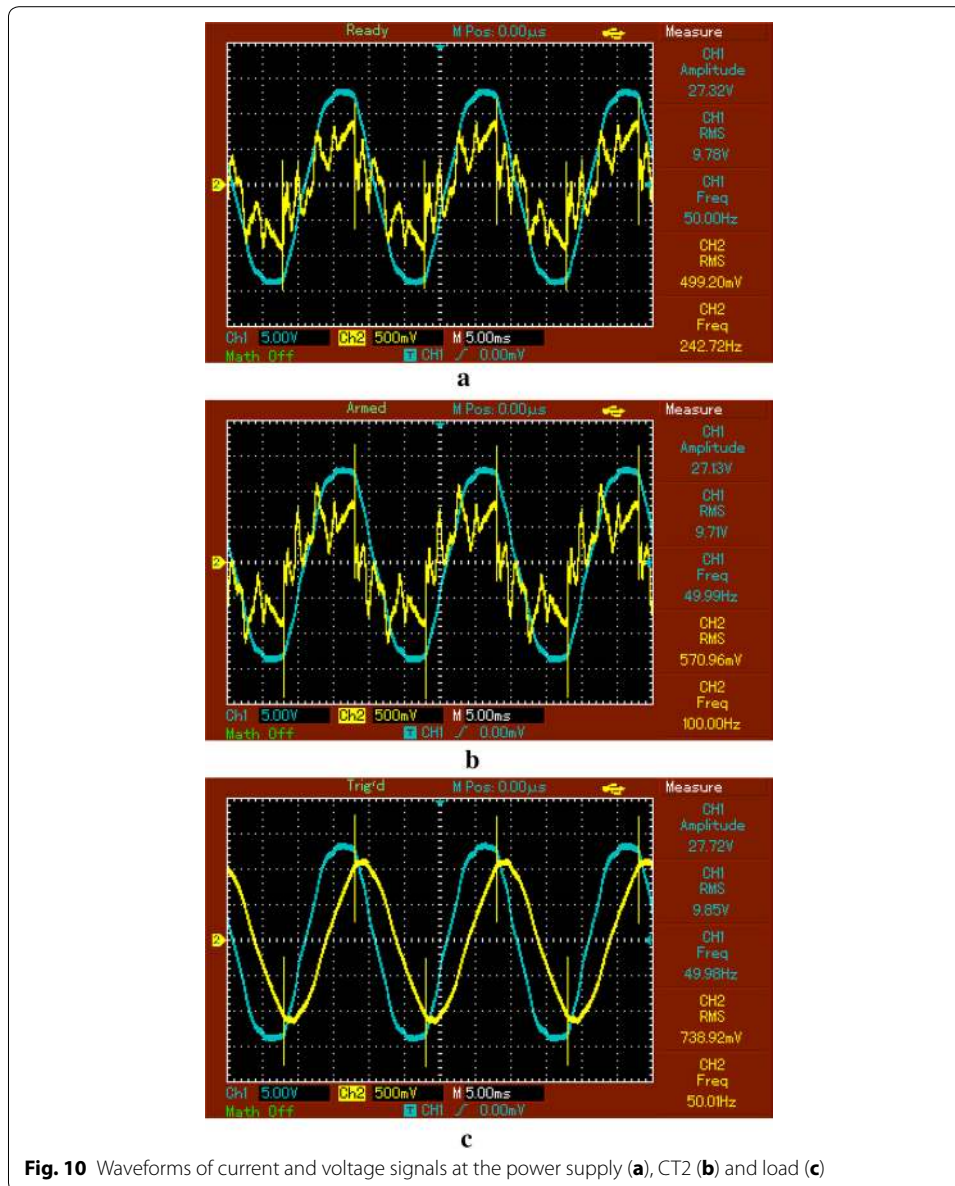 Ready M Pos: 0.00μs Measure
CH1
Amplitude
27.32V
CH1
RMS
9.78V
CH1
Freq
50.00Hz
2
CH2
RMS
499.20mV
CH2
Freq
242.72Hz
Ch1 5.00V Ch2 500mV M 5.00ms
Math Off T CH1 0.00mV
a
Armed M Pos: 0.00μs Measure
CH1
Amplitude
27.13V
CH1
RMS
9.71V
CH1
Freq
49.99Hz
2
CH2
RMS
570.96mV
CH2
Freq
100.00Hz
Ch1 5.00V Ch2 500mV M 5.00ms
Math Off T CH1 0.00mV
b
Trig'd M Pos: 0.00μs Measure
CH1
Amplitude
27.72V
CH1
RMS
9.85V
CH1
Freq
49.98Hz
2
CH2
RMS
738.92mV
CH2
Freq
50.01Hz
Ch1 5.00V Ch2 500mV M 5.00ms
Math Off T CH1 0.00mV
c
Fig. 10 Waveforms of current and voltage signals at the power supply (a), CT2 (b) and load (c)